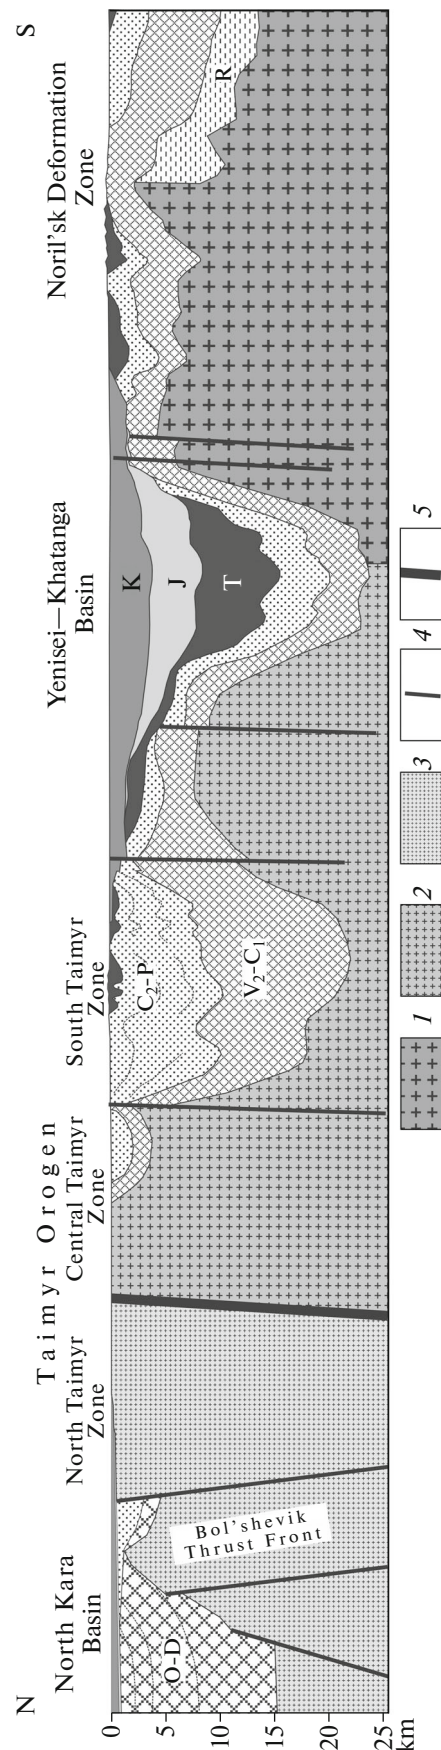 N
S
North Kara
Basin
Taimyr Orogen
North Taimyr
Zone
Central Taimyr
Zone
South Taimyr
Zone
Yenisei—Khatanga
Basin
Noril'sk Deformation
Zone
0
5
10
15
20
25
km
O-D
Bol'shevik
Thrust Front
C₂-P
V₂-C₁
K
J
T
R
1
2
3
4
5